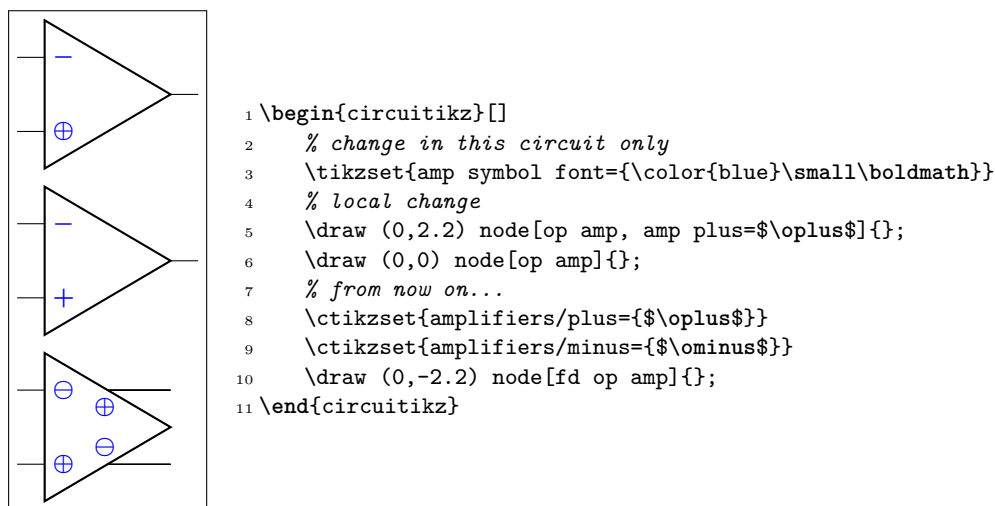 −
⊕
−
+
⊖
⊕
⊖
⊕
1 \begin{circuitikz}[]
2     % change in this circuit only
3     \tikzset{amp symbol font={\color{blue}\small\boldmath}}
4     % local change
5     \draw (0,2.2) node[op amp, amp plus=$\oplus$]{};
6     \draw (0,0) node[op amp]{};
7     % from now on...
8     \ctikzset{amplifiers/plus={$\oplus$}}
9     \ctikzset{amplifiers/minus={$\ominus$}}
10     \draw (0,-2.2) node[fd op amp]{};
11 \end{circuitikz}